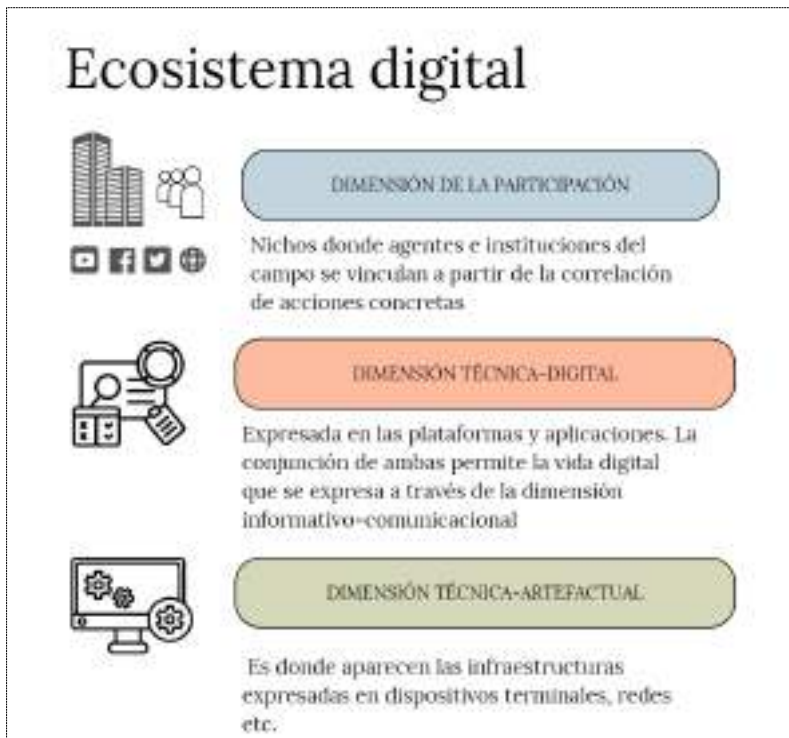 Ecosistema digital
DIMENSIÓN DE LA PARTICIPACIÓN
Nichos donde agentes e instituciones del
campo se vinculan a partir de la correlación
de acciones concretas
DIMENSIÓN TÉCNICA-DIGITAL
Expresada en las plataformas y aplicaciones. La
conjunción de ambas permite la vida digital
que se expresa a través de la dimensión
informativo-comunicacional
DIMENSIÓN TÉCNICA-ARTEFACTUAL
Es donde aparecen las infraestructuras
expresadas en dispositivos terminales, redes
etc.